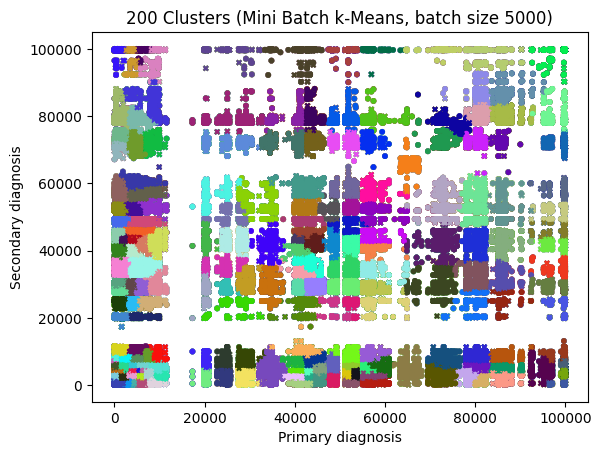 200 Clusters (Mini Batch k-Means, batch size 5000)
100000
80000
60000
40000
20000
0
Secondary diagnosis
0 20000 40000 60000 80000 100000
Primary diagnosis